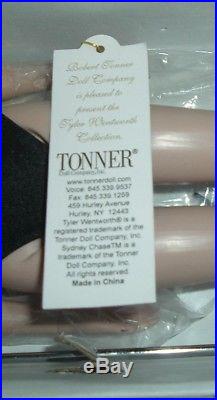 Robert Tonner
Doll Company
is pleased to
present the
Tyler Wentworth
Collection.
TONNER®
Doll Company, Inc.
www.tonnerdoll.com
Voice: 845.339.9537
Fax: 845.339.1259
459 Hurley Avenue
Hurley, NY 12443
Tyler Wentworth® is a
registered trademark of the
Tonner Doll Company, Inc.
Sydney Chase™ is a
trademark of the Tonner
Doll Company, Inc.
All rights reserved.
Made in China